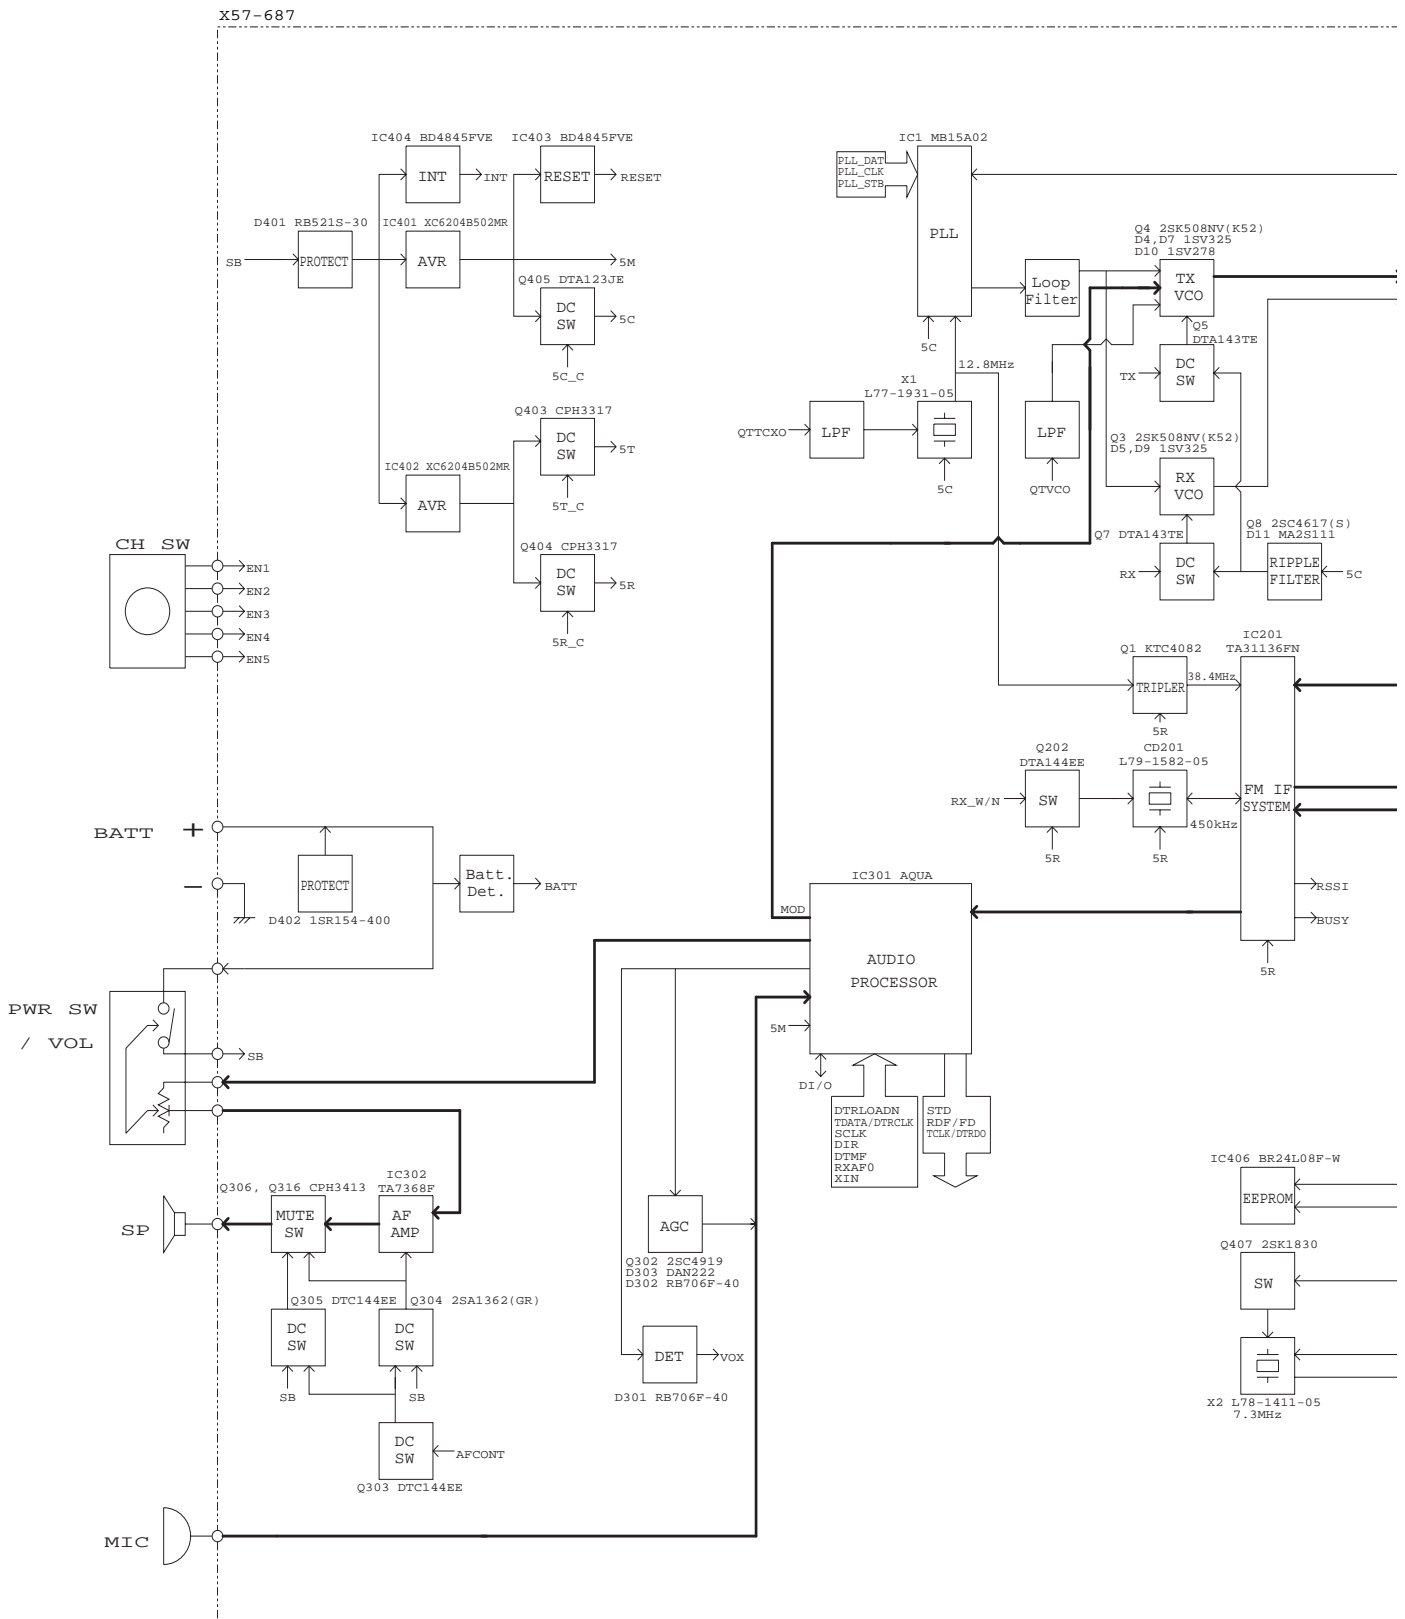 X57-687
IC404 BD4845FVE
INT
INT
IC403 BD4845FVE
RESET
RESET
D401 RB521S-30
SB
PROTECT
IC401 XC6204B502MR
AVR
5M
Q405 DTA123JE
DC
SW
5C
5C_C
Q403 CPH3317
DC
SW
5T
5T_C
IC402 XC6204B502MR
AVR
Q404 CPH3317
DC
SW
5R
5R_C
CH SW
EN1
EN2
EN3
EN4
EN5
IC1 MB15A02
PLL_DAT
PLL_CLK
PLL_STB
PLL
5C
12.8MHz
Loop
Filter
Q4 2SK508NV(K52)
D4,D7 1SV325
D10 1SV278
TX
VCO
Q5
DTA143TE
TX
DC
SW
X1
L77-1931-05
QTTCXO
LPF
5C
LPF
QTVCO
Q3 2SK508NV(K52)
D5,D9 1SV325
RX
VCO
Q7 DTA143TE
RX
DC
SW
Q8 2SC4617(S)
D11 MA2S111
RIPPLE
FILTER
5C
Q1 KTC4082
TRIPLER
38.4MHz
5R
IC201
TA31136FN
FM IF
SYSTEM
RSSI
BUSY
5R
Q202
DTA144EE
RX_W/N
SW
5R
CD201
L79-1582-05
450kHz
5R
BATT
+
-
PROTECT
D402 1SR154-400
Batt.
Det.
BATT
PWR SW
/ VOL
SB
IC301 AQUA
MOD
AUDIO
PROCESSOR
5M
DI/O
DTRLOADN
TDATA/DTRCLK
SCLK
DIR
DTMF
RXAF0
XIN
STD
RDF/FD
TCLK/DTRDO
SP
Q306, Q316 CPH3413
MUTE
SW
IC302
TA7368F
AF
AMP
Q305 DTC144EE
DC
SW
SB
Q304 2SA1362(GR)
DC
SW
SB
DC
SW
AFCONT
Q303 DTC144EE
AGC
Q302 2SC4919
D303 DAN222
D302 RB706F-40
DET
VOX
D301 RB706F-40
IC406 BR24L08F-W
EEPROM
Q407 2SK1830
SW
X2 L78-1411-05
7.3MHz
MIC